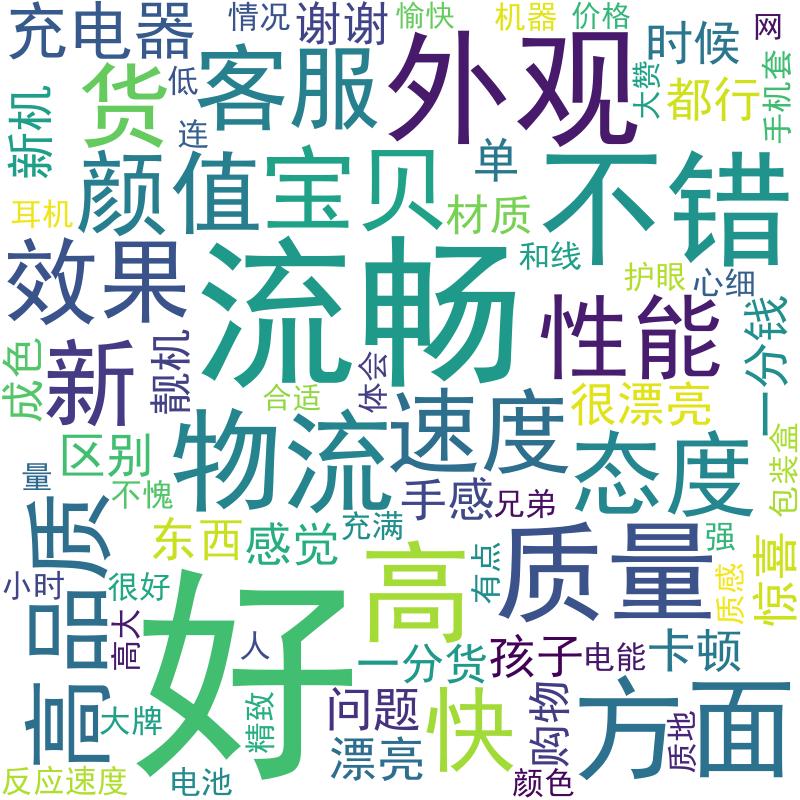 充电器
情况
谢谢
愉快
机器
价格
网
货
低
客服
外观
时候
大赞
都行
手机套
新机
连
颜值
宝贝
单
不错
耳机
材质
效果
流畅
和线
护眼
心细
性能
一分钱
成色
新
靓机
体会
合适
速度
很漂亮
物流
态度
区别
包装盒
量
不愧
手感
兄弟
高品质
东西
感觉
充满
高
有点
质量
强
质感
惊喜
小时
很好
高大
好
人
一分货
孩子
电能
卡顿
高
大牌
精致
问题
快
购物
方面
质地
漂亮
反应速度
电池
颜色